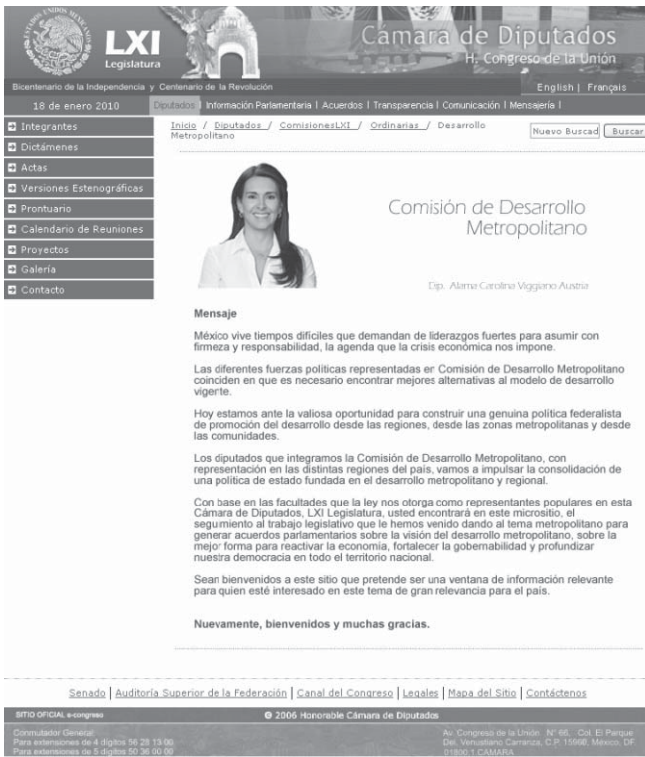 LXI
Legislatura
Cámara de Diputados
H. Congreso de la Unión
Bicentenario de la Independencia y Centenario de la Revolución
English | Français
18 de enero 2010
Diputados | Información Parlamentaria | Acuerdos | Transparencia | Comunicación | Mensajería |
Integrantes
Dictámenes
Actas
Versiones Estenográficas
Prontuario
Calendario de Reuniones
Proyectos
Galería
Contacto
Inicio / Diputados / ComisionesLXI / Ordinarias / Desarrollo
Metropolitano
Nuevo Buscad
Buscar
Comisión de Desarrollo
Metropolitano
Dip. Alama Carolina Viggiano Austria
Mensaje
México vive tiempos difíciles que demandan de liderazgos fuertes para asumir con
firmeza y responsabilidad, la agenda que la crisis económica nos impone.
Las diferentes fuerzas políticas representadas en Comisión de Desarrollo Metropolitano
coinciden en que es necesario encontrar mejores alternativas al modelo de desarrollo
vigente.
Hoy estamos ante la valiosa oportunidad para construir una genuina política federalista
de promoción del desarrollo desde las regiones, desde las zonas metropolitanas y desde
las comunidades.
Los diputados que integramos la Comisión de Desarrollo Metropolitano, con
representación en las distintas regiones del país, vamos a impulsar la consolidación de
una política de estado fundada en el desarrollo metropolitano y regional.
Con base en las facultades que la ley nos otorga como representantes populares en esta
Cámara de Diputados, LXI Legislatura, usted encontrará en este micrositio, el
seguimiento al trabajo legislativo que le hemos venido dando al tema metropolitano para
generar acuerdos parlamentarios sobre la visión del desarrollo metropolitano, sobre la
mejor forma para reactivar la economía, fortalecer la gobernabilidad y profundizar
nuestra democracia en todo el territorio nacional.
Sean bienvenidos a este sitio que pretende ser una ventana de información relevante
para quien esté interesado en este tema de gran relevancia para el país.
Nuevamente, bienvenidos y muchas gracias.
Senado | Auditoría Superior de la Federación | Canal del Congreso | Legales | Mapa del Sitio | Contáctenos
SITIO OFICIAL e-congreso
© 2006 Honorable Cámara de Diputados
Conmutador General:
Para extensiones de 4 dígitos 56 28 13 00
Para extensiones de 5 dígitos 50 36 00 00
Av. Congreso de la Unión N° 66, Col. El Parque
Del. Venustiano Carranza, C.P. 15960, México, DF
01800 1 CAMARA